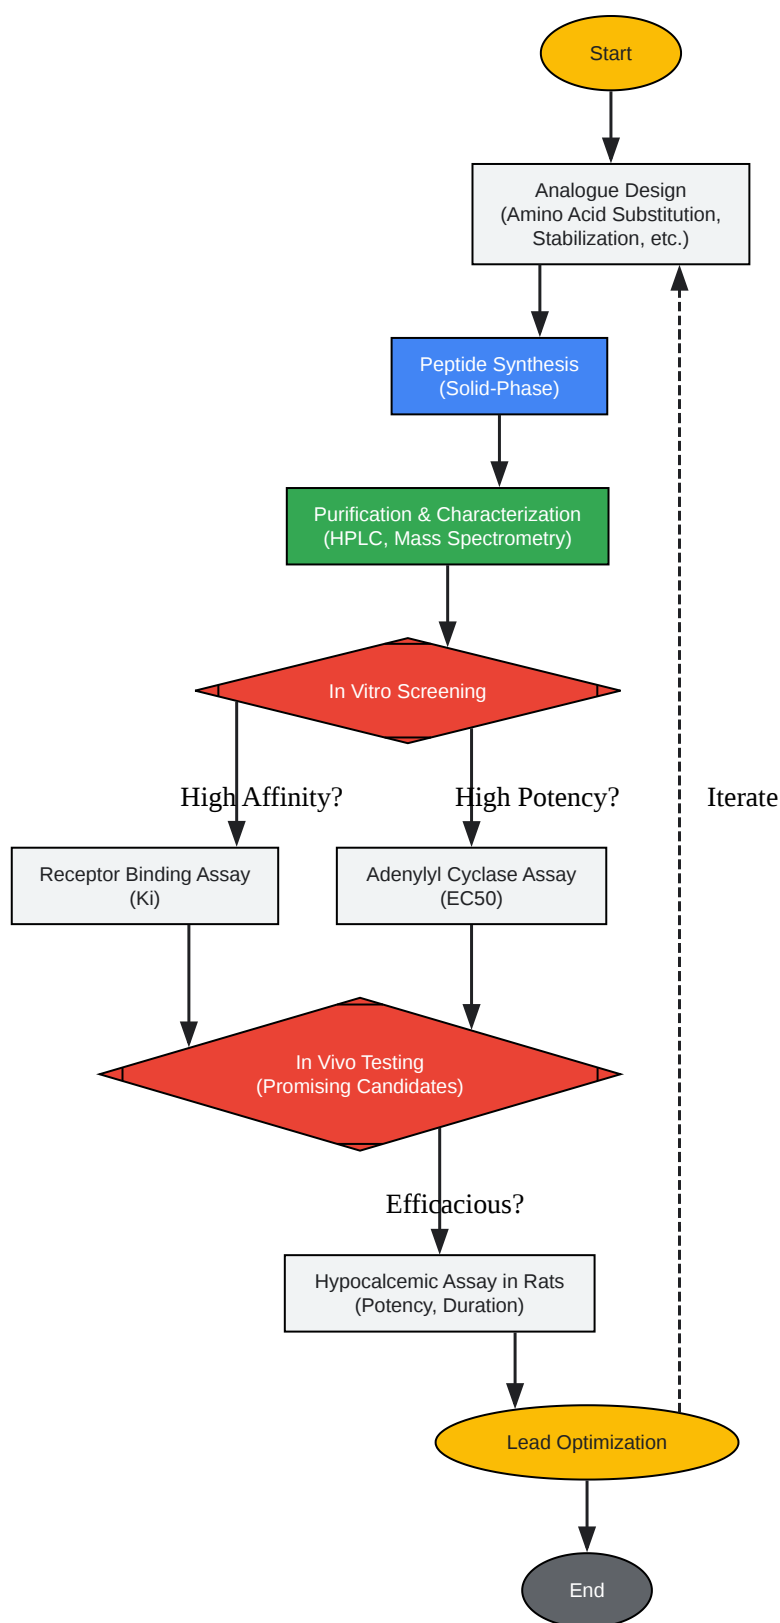 Start
Analogue Design
(Amino Acid Substitution,
Stabilization, etc.)
Peptide Synthesis
(Solid-Phase)
Purification & Characterization
(HPLC, Mass Spectrometry)
In Vitro Screening
High Affinity?
High Potency?
Iterate
Receptor Binding Assay
(Ki)
Adenylyl Cyclase Assay
(EC50)
In Vivo Testing
(Promising Candidates)
Efficacious?
Hypocalcemic Assay in Rats
(Potency, Duration)
Lead Optimization
End